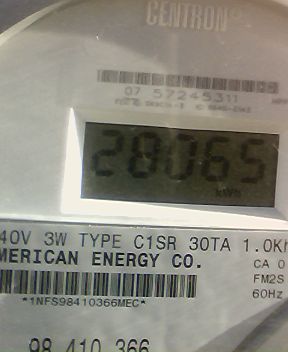 CENTRON®
07 57245311
28065
kWh
40V 3W TYPE C1SR 30TA 1.0Kh
MERICAN ENERGY CO.
CA 0
FM2S
60Hz
*1NFS98410366MEC*
98 410 366